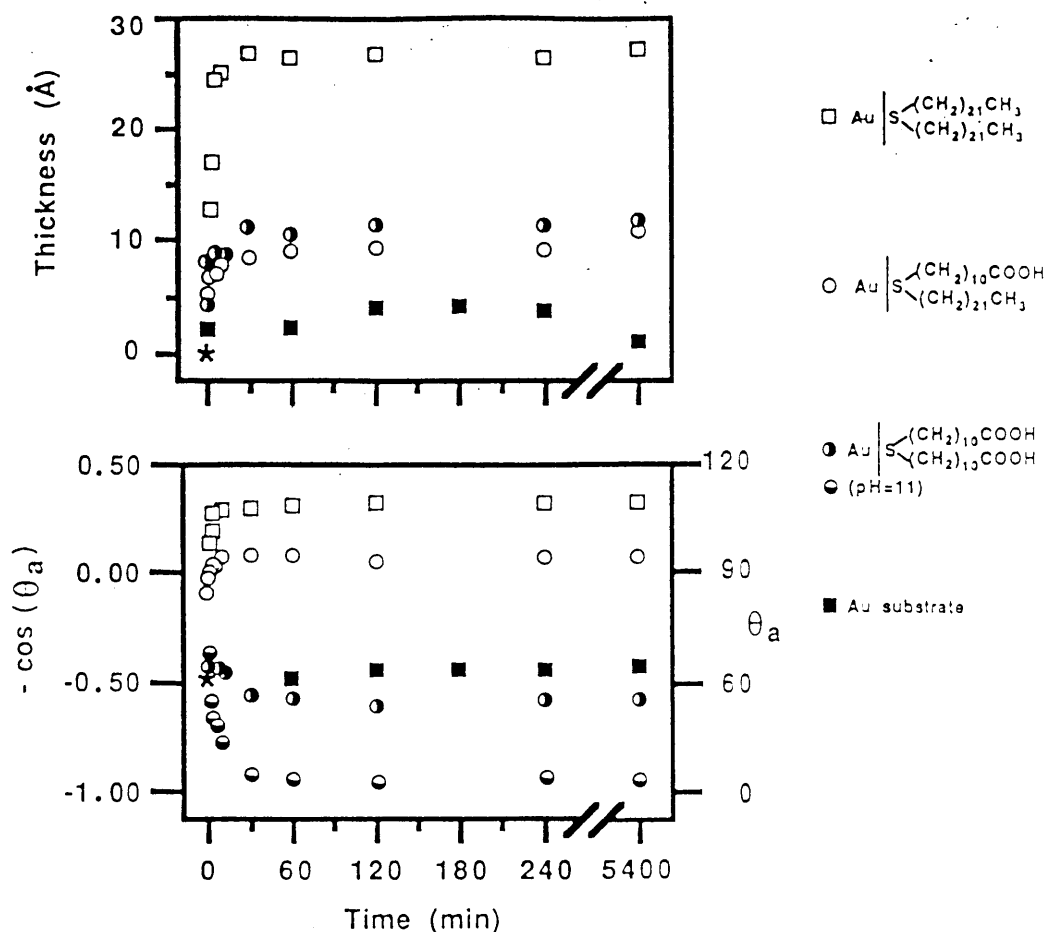 30
20
10
0
Thickness (Å)
Au S (CH₂)₂₁CH₃
(CH₂)₂₁CH₃
Au S (CH₂)₁₀COOH
(CH₂)₂₁CH₃
Au S (CH₂)₁₀COOH
(CH₂)₁₀COOH
(pH=11)
Au substrate
0.50
0.00
-0.50
-1.00
- cos (θa)
120
90
60
0
θa
0 60 120 180 240 5400
Time (min)